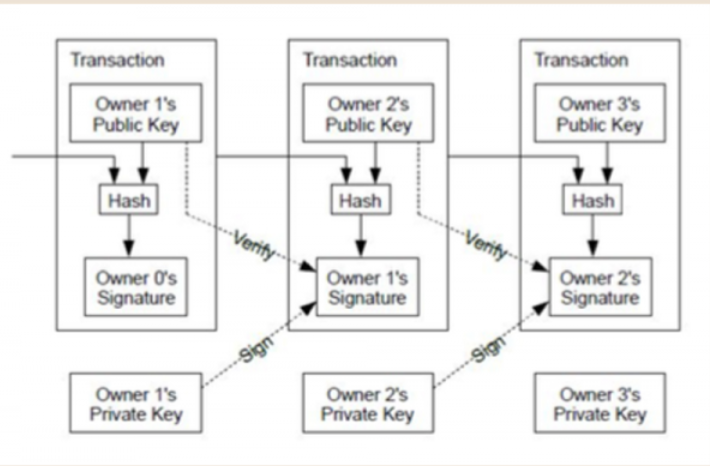 Transaction
Transaction
Transaction
Owner 1's
Public Key
Owner 2's
Public Key
Owner 3's
Public Key
Hash
Hash
Hash
Verify
Verify
Owner 0's
Signature
Owner 1's
Signature
Owner 2's
Signature
Sign
Sign
Owner 1's
Private Key
Owner 2's
Private Key
Owner 3's
Private Key